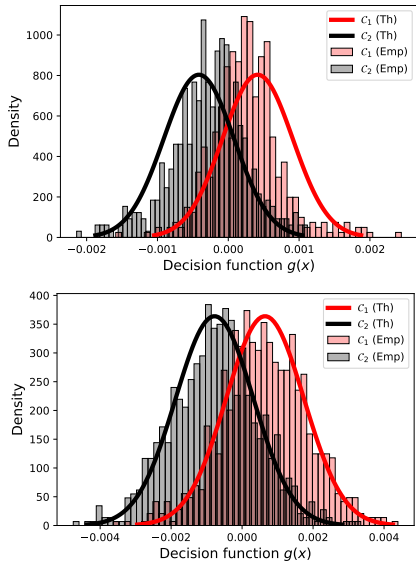 1000
800
600
400
200
0
Density
C₁ (Th)
C₂ (Th)
C₁ (Emp)
C₂ (Emp)
−0.002 −0.001 0.000 0.001 0.002
Decision function g(x)
400
350
300
250
200
150
100
50
0
Density
C₁ (Th)
C₂ (Th)
C₁ (Emp)
C₂ (Emp)
−0.004 −0.002 0.000 0.002 0.004
Decision function g(x)